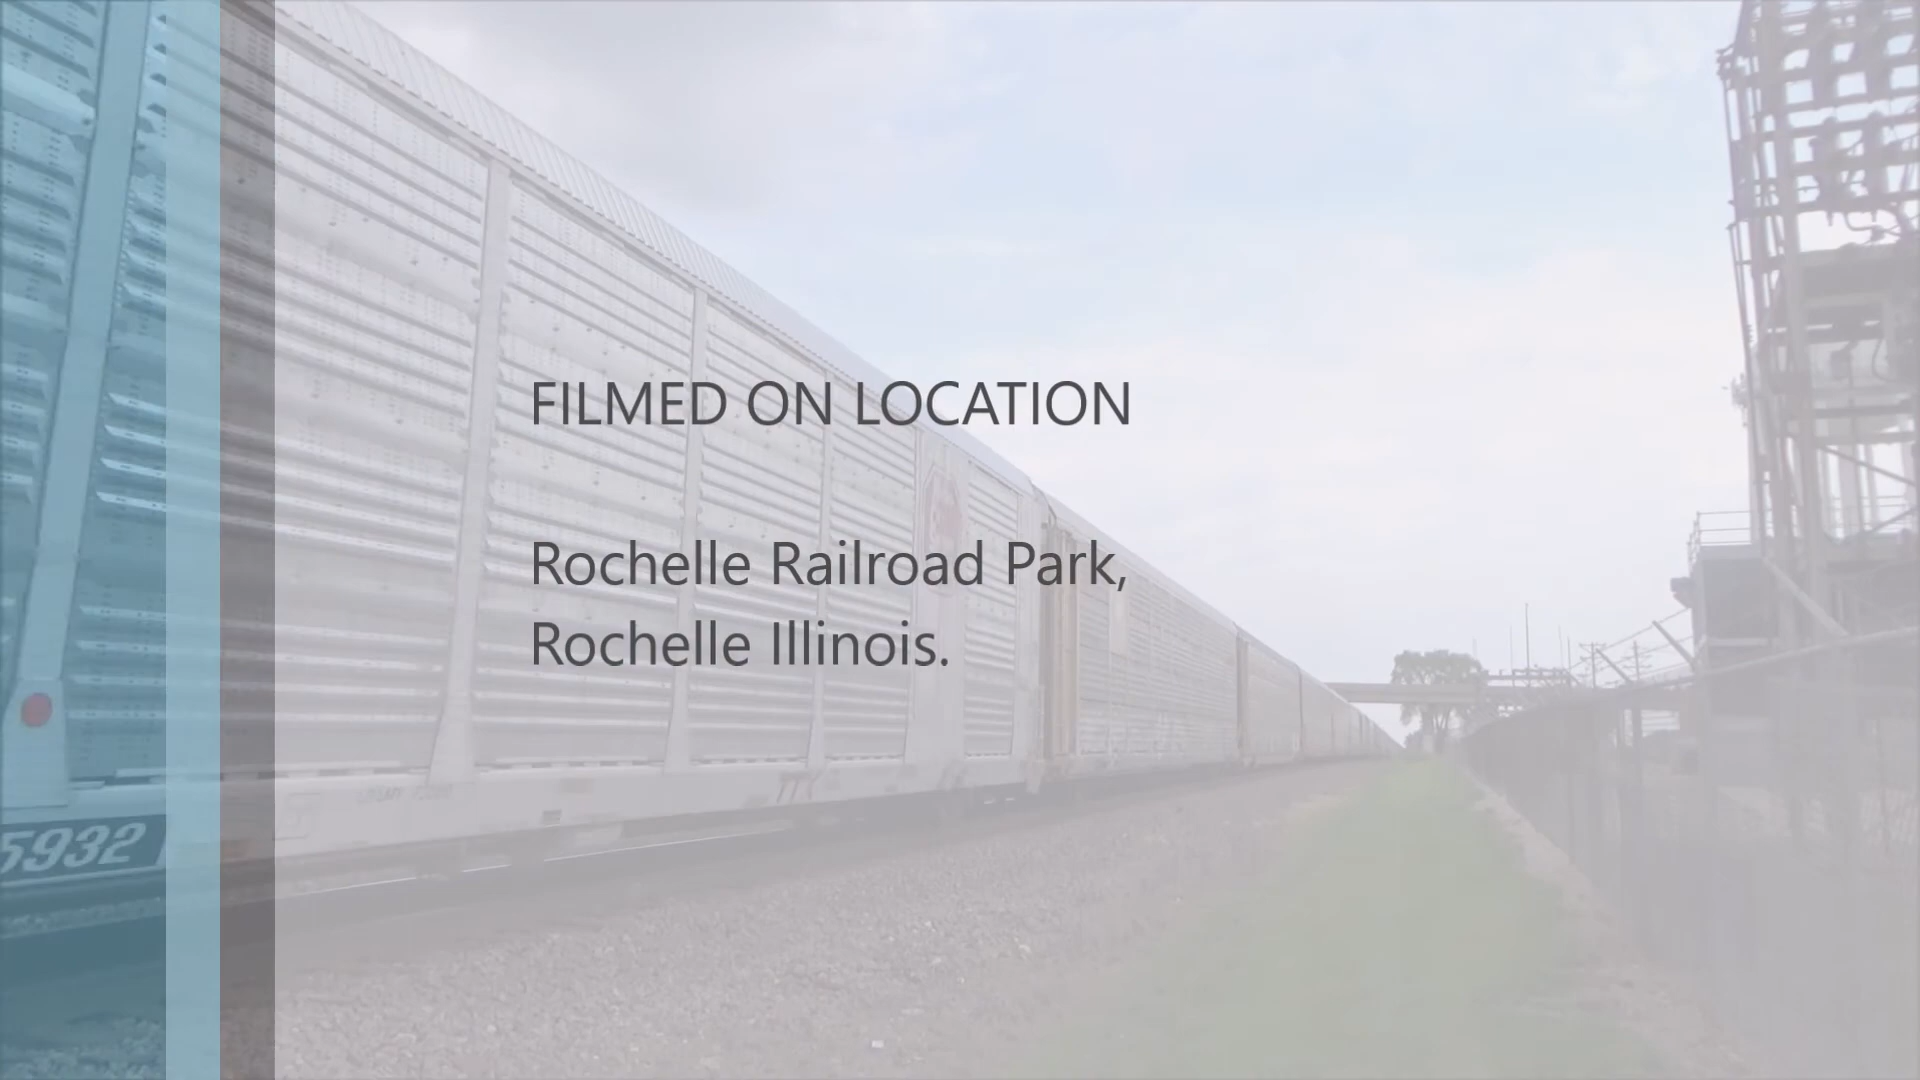 FILMED ON LOCATION
Rochelle Railroad Park,
Rochelle Illinois.
5932